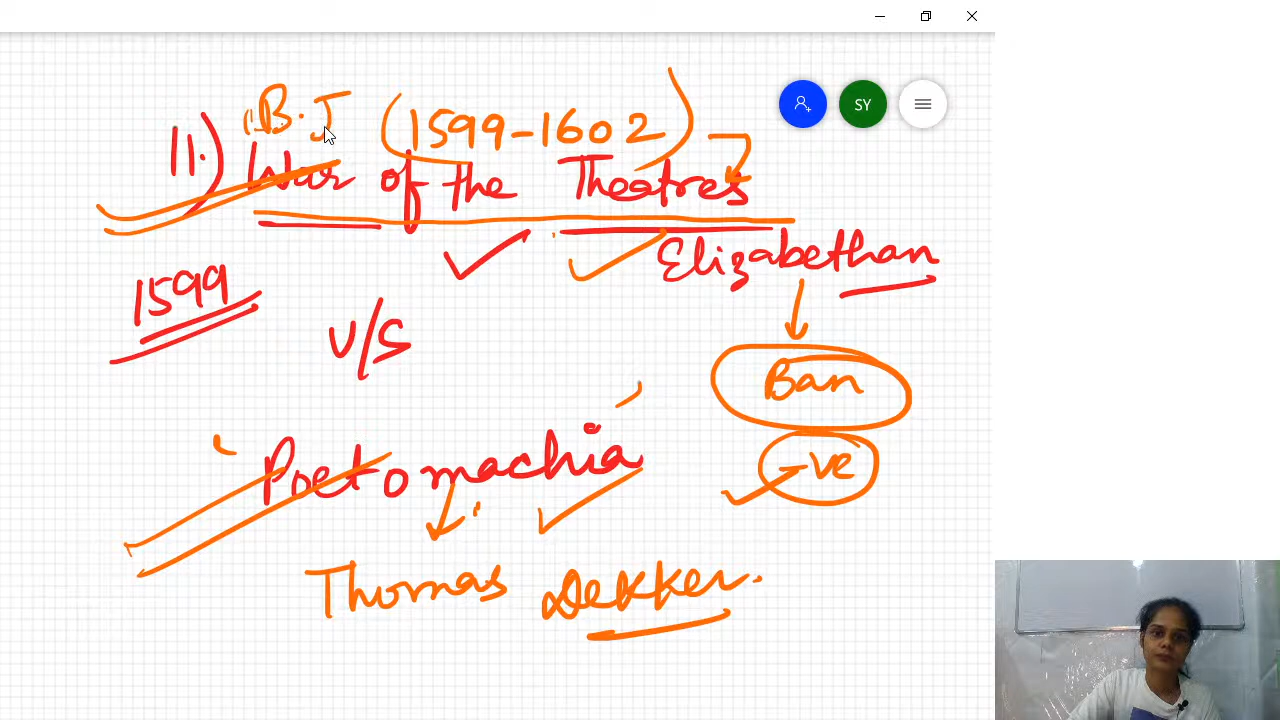 B.J (1599-1602)
11.) War of the Theatres
SY
Elizabethan
1599
V/S
Ban
-ve
Poetomachia
Thomas Dekker.